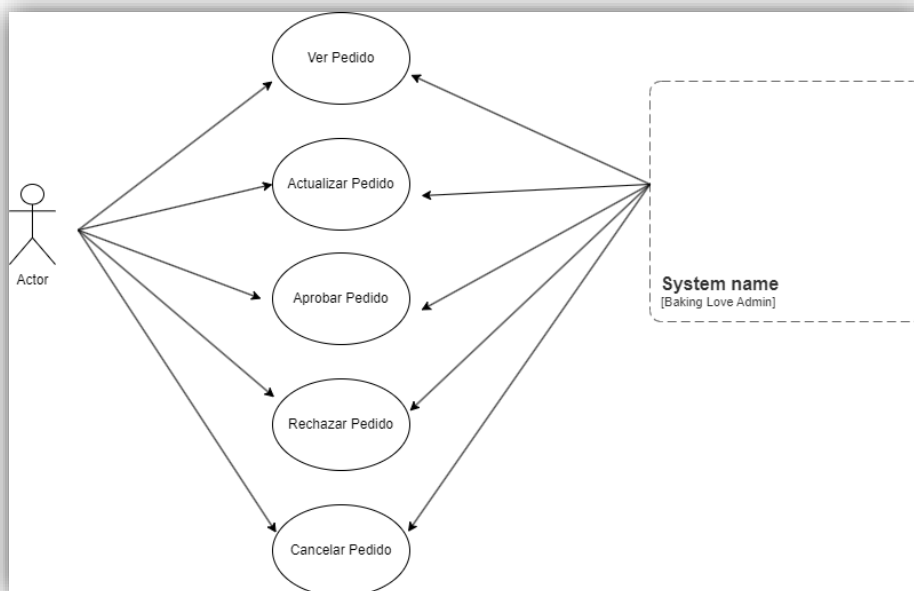 Ver Pedido
Actualizar Pedido
Actor
Aprobar Pedido
System name
[Baking Love Admin]
Rechazar Pedido
Cancelar Pedido